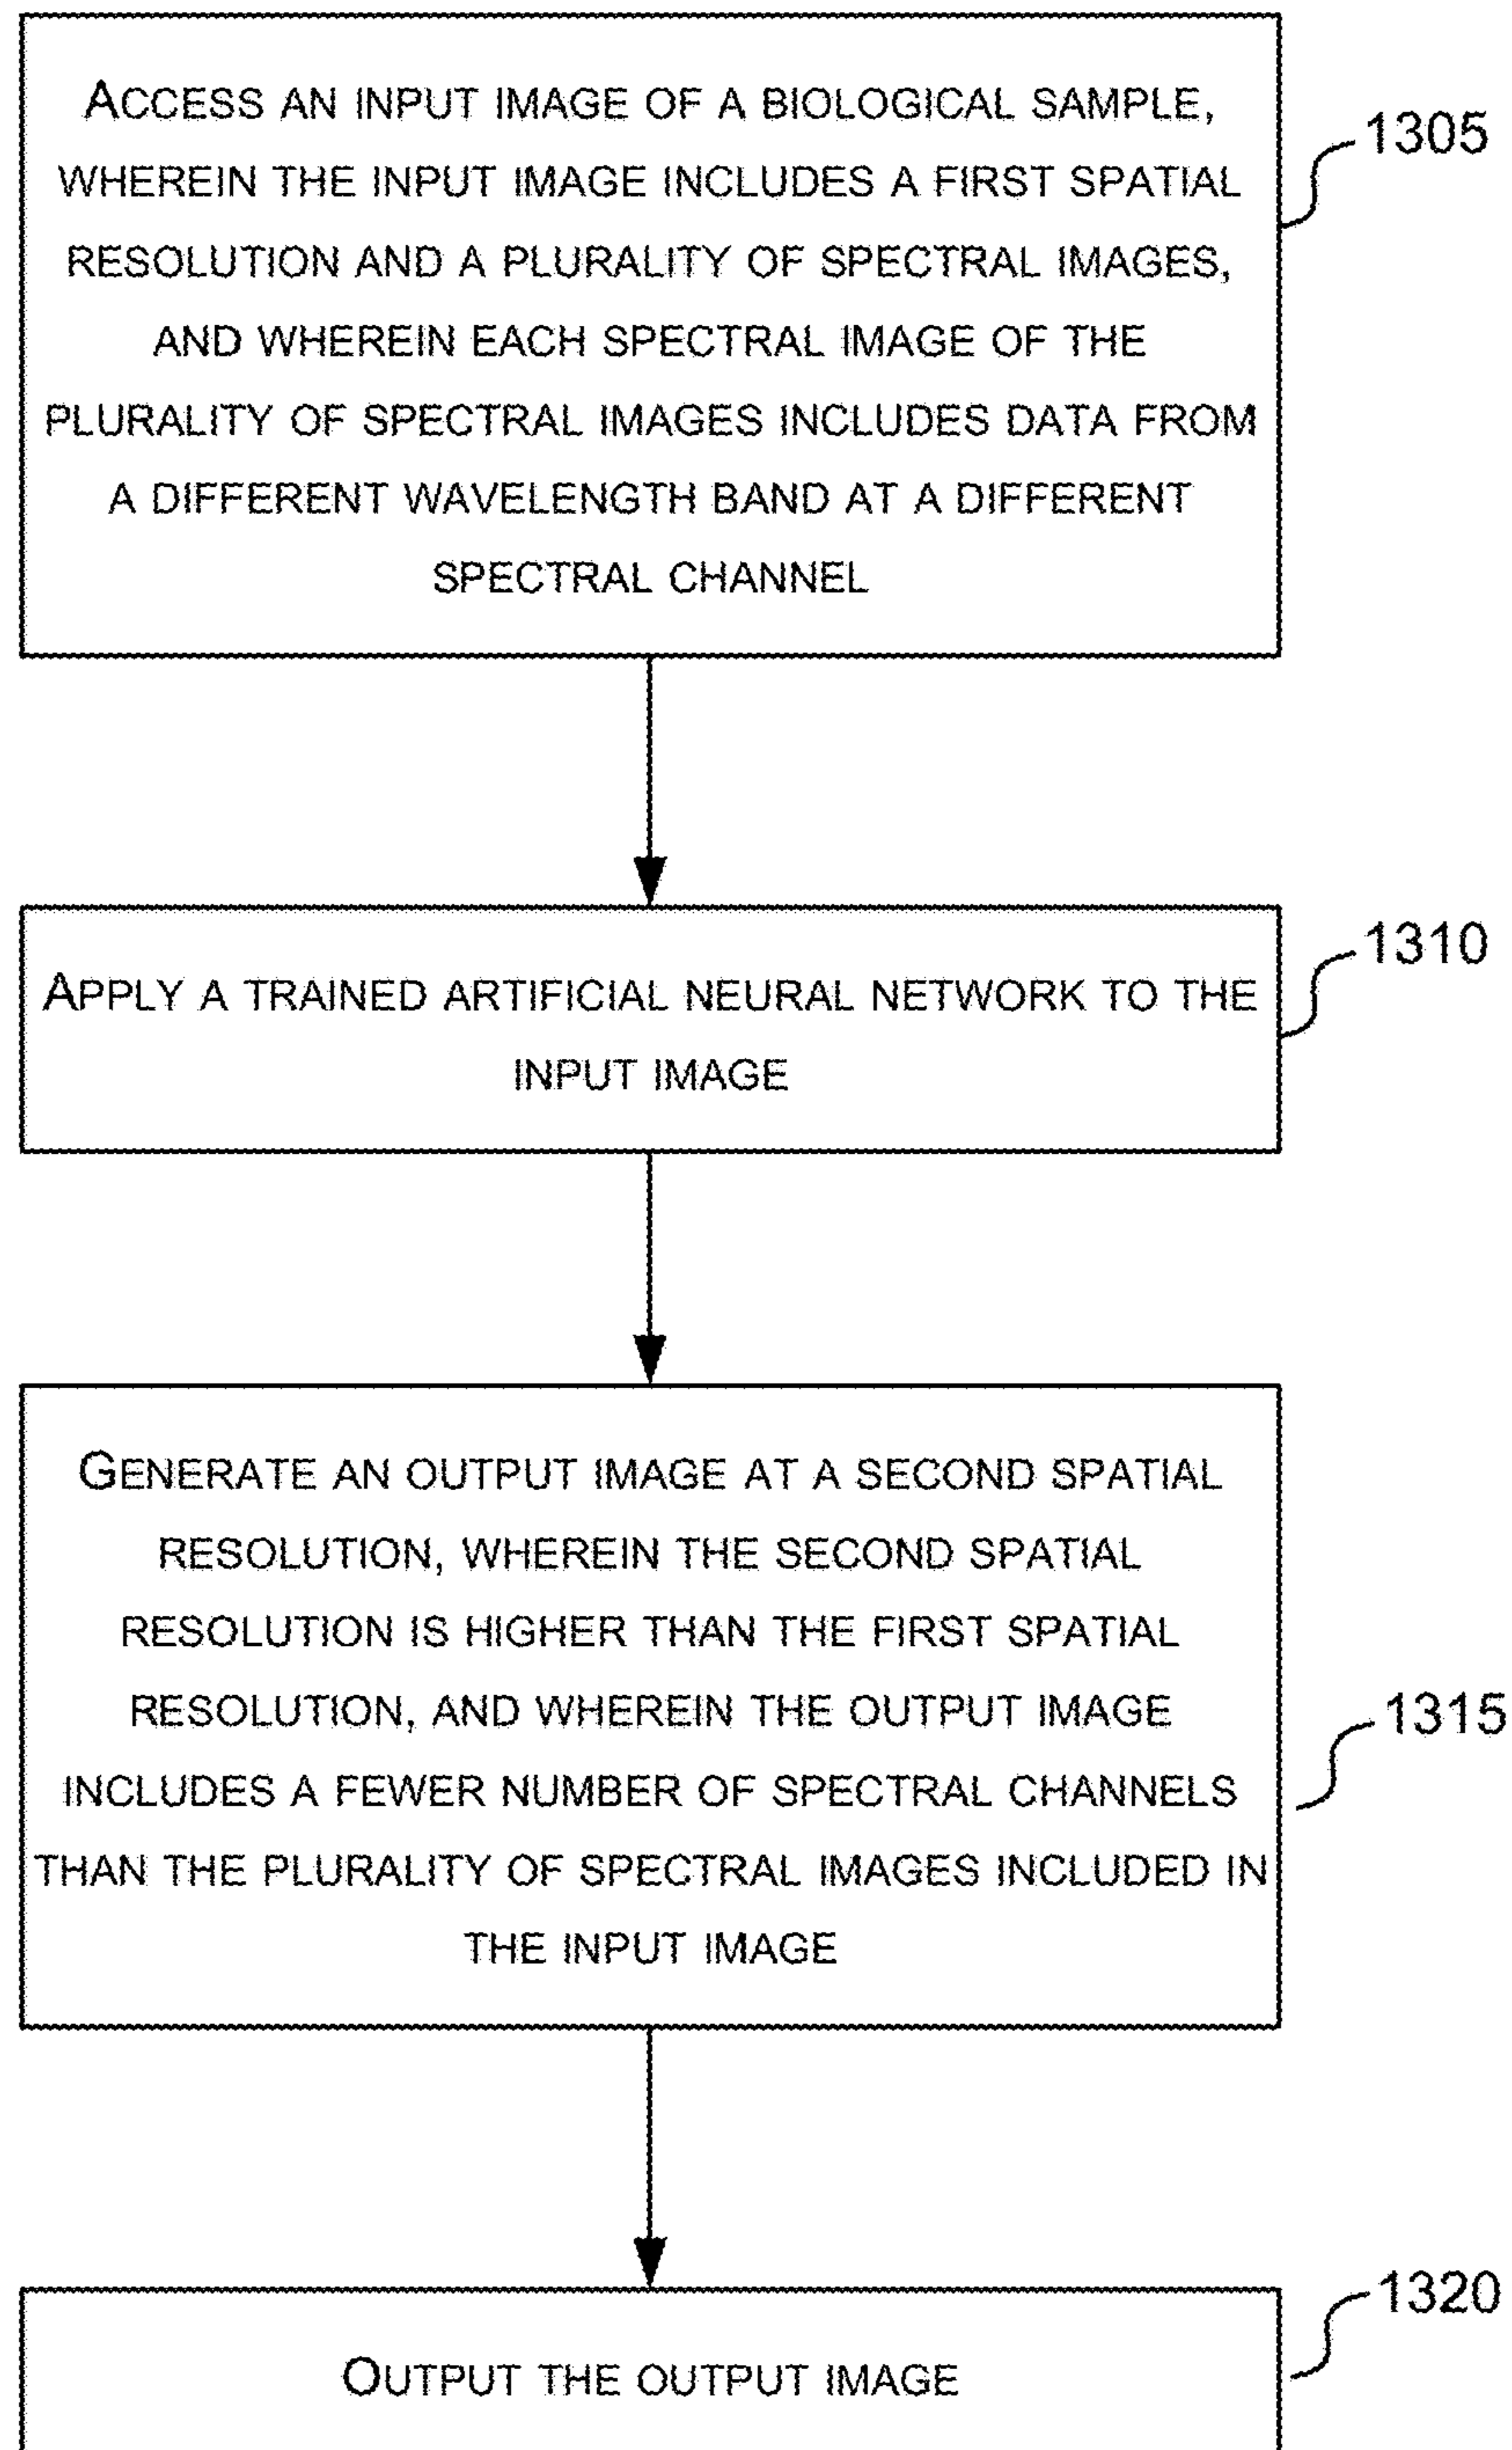 ACCESS AN INPUT IMAGE OF A BIOLOGICAL SAMPLE,
WHEREIN THE INPUT IMAGE INCLUDES A FIRST SPATIAL
RESOLUTION AND A PLURALITY OF SPECTRAL IMAGES,
AND WHEREIN EACH SPECTRAL IMAGE OF THE
PLURALITY OF SPECTRAL IMAGES INCLUDES DATA FROM
A DIFFERENT WAVELENGTH BAND AT A DIFFERENT
SPECTRAL CHANNEL
1305
APPLY A TRAINED ARTIFICIAL NEURAL NETWORK TO THE
INPUT IMAGE
1310
GENERATE AN OUTPUT IMAGE AT A SECOND SPATIAL
RESOLUTION, WHEREIN THE SECOND SPATIAL
RESOLUTION IS HIGHER THAN THE FIRST SPATIAL
RESOLUTION, AND WHEREIN THE OUTPUT IMAGE
INCLUDES A FEWER NUMBER OF SPECTRAL CHANNELS
THAN THE PLURALITY OF SPECTRAL IMAGES INCLUDED IN
THE INPUT IMAGE
1315
OUTPUT THE OUTPUT IMAGE
1320